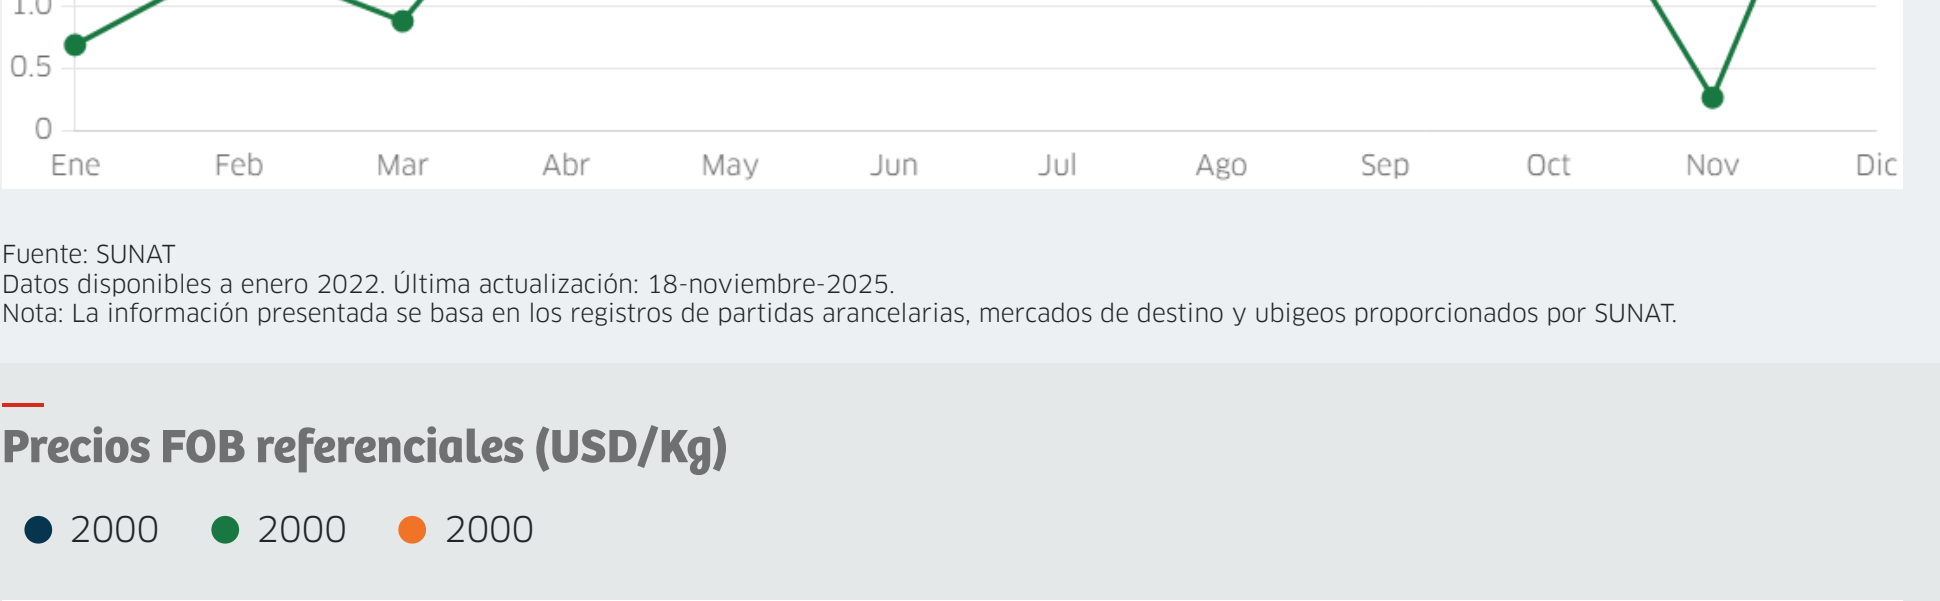 1.0
0.5
0
Ene Feb Mar Abr May Jun Jul Ago Sep Oct Nov Dic
Fuente: SUNAT
Datos disponibles a enero 2022. Última actualización: 18-noviembre-2025.
Nota: La información presentada se basa en los registros de partidas arancelarias, mercados de destino y ubigeos proporcionados por SUNAT.
Precios FOB referenciales (USD/Kg)
2000 2000 2000